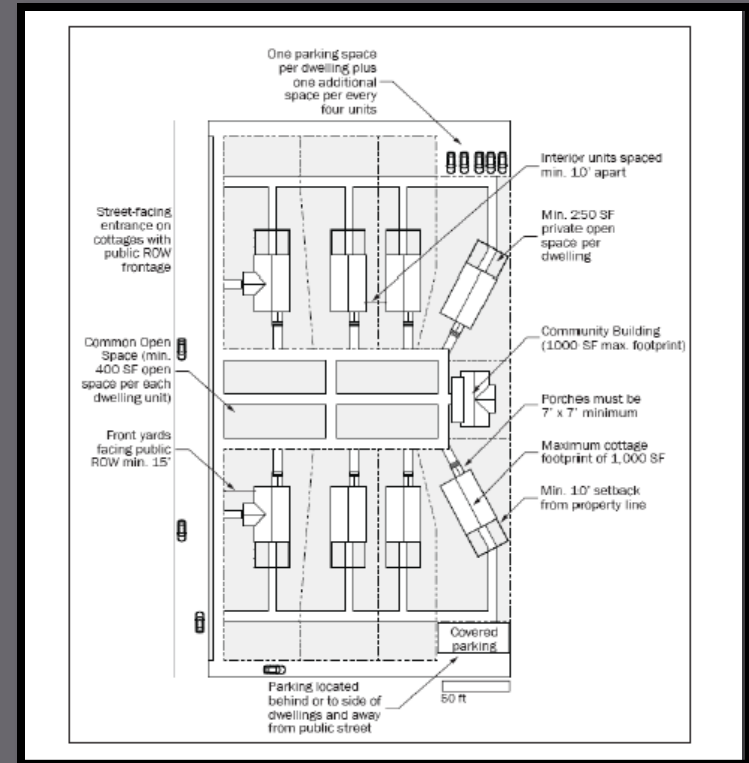 One parking space
per dwelling plus
one additional
space per every
four units
Interior units spaced
min. 10' apart
Street-facing
entrance on
cottages with
public ROW
frontage
Min. 250 SF
private open
space per
dwelling
Common Open
Space (min.
400 SF open
space per each
dwelling unit)
Community Building
(1000 SF max. footprint)
Porches must be
7' x 7' minimum
Front yards
facing public
ROW min. 15'
Maximum cottage
footprint of 1,000 SF
Min. 10' setback
from property line
Covered
parking
Parking located
behind or to side of
dwellings and away
from public street
50 ft